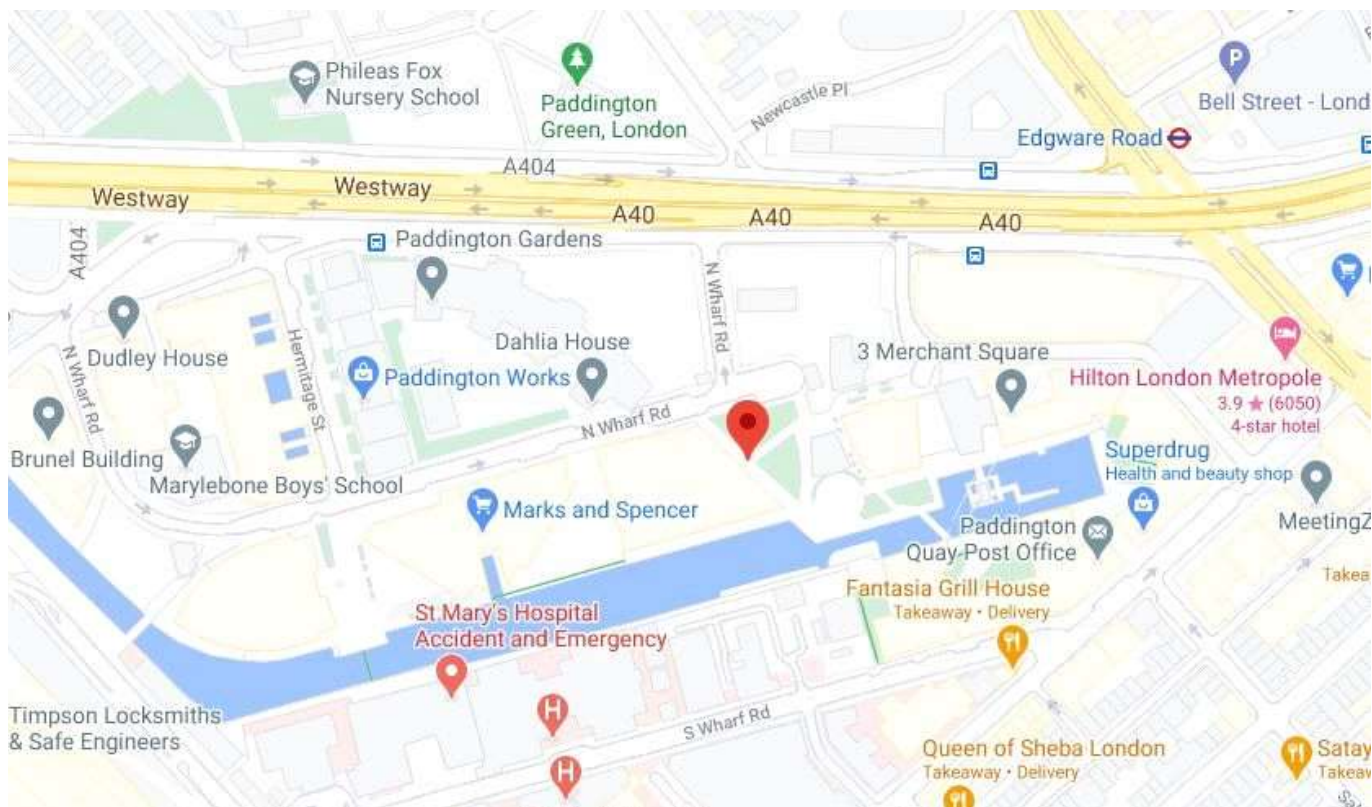 Phileas Fox
Nursery School
Paddington
Green, London
Newcastle Pl
P
Bell Street - Lond
Edgware Road
A404
Westway
Westway
A40
A40
A40
A404
Paddington Gardens
N Wharf Rd
Hermitage St
Dudley House
Dahlia House
3 Merchant Square
Paddington Works
Hilton London Metropole
3.9 ★ (6050)
4-star hotel
N Wharf Rd
N Wharf Rd
Brunel Building
Marylebone Boys' School
Superdrug
Health and beauty shop
Marks and Spencer
Paddington
Quay Post Office
MeetingZ
Takea
Fantasia Grill House
Takeaway • Delivery
St Mary's Hospital
Accident and Emergency
H
H
S Wharf Rd
Timpson Locksmiths
& Safe Engineers
Queen of Sheba London
Takeaway • Delivery
Satay
Takeaw